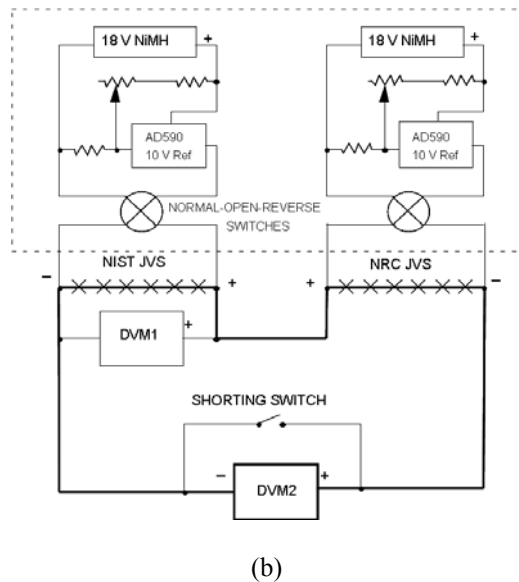 18 V NiMH +
18 V NiMH +
AD590
10 V Ref
AD590
10 V Ref
NORMAL-OPEN-REVERSE
SWITCHES
− NIST JVS +
+ NRC JVS −
DVM1 +
SHORTING SWITCH
− DVM2 +
(b)